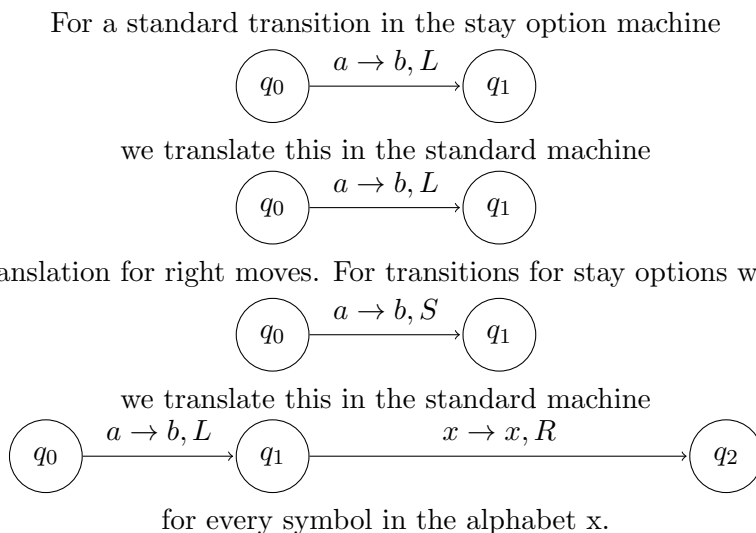 For a standard transition in the stay option machine
a → b, L
q₀ q₁
we translate this in the standard machine
a → b, L
q₀ q₁
translation for right moves. For transitions for stay options
a → b, S
q₀ q₁
we translate this in the standard machine
a → b, L x → x, R
q₀ q₁ q₂
for every symbol in the alphabet x.